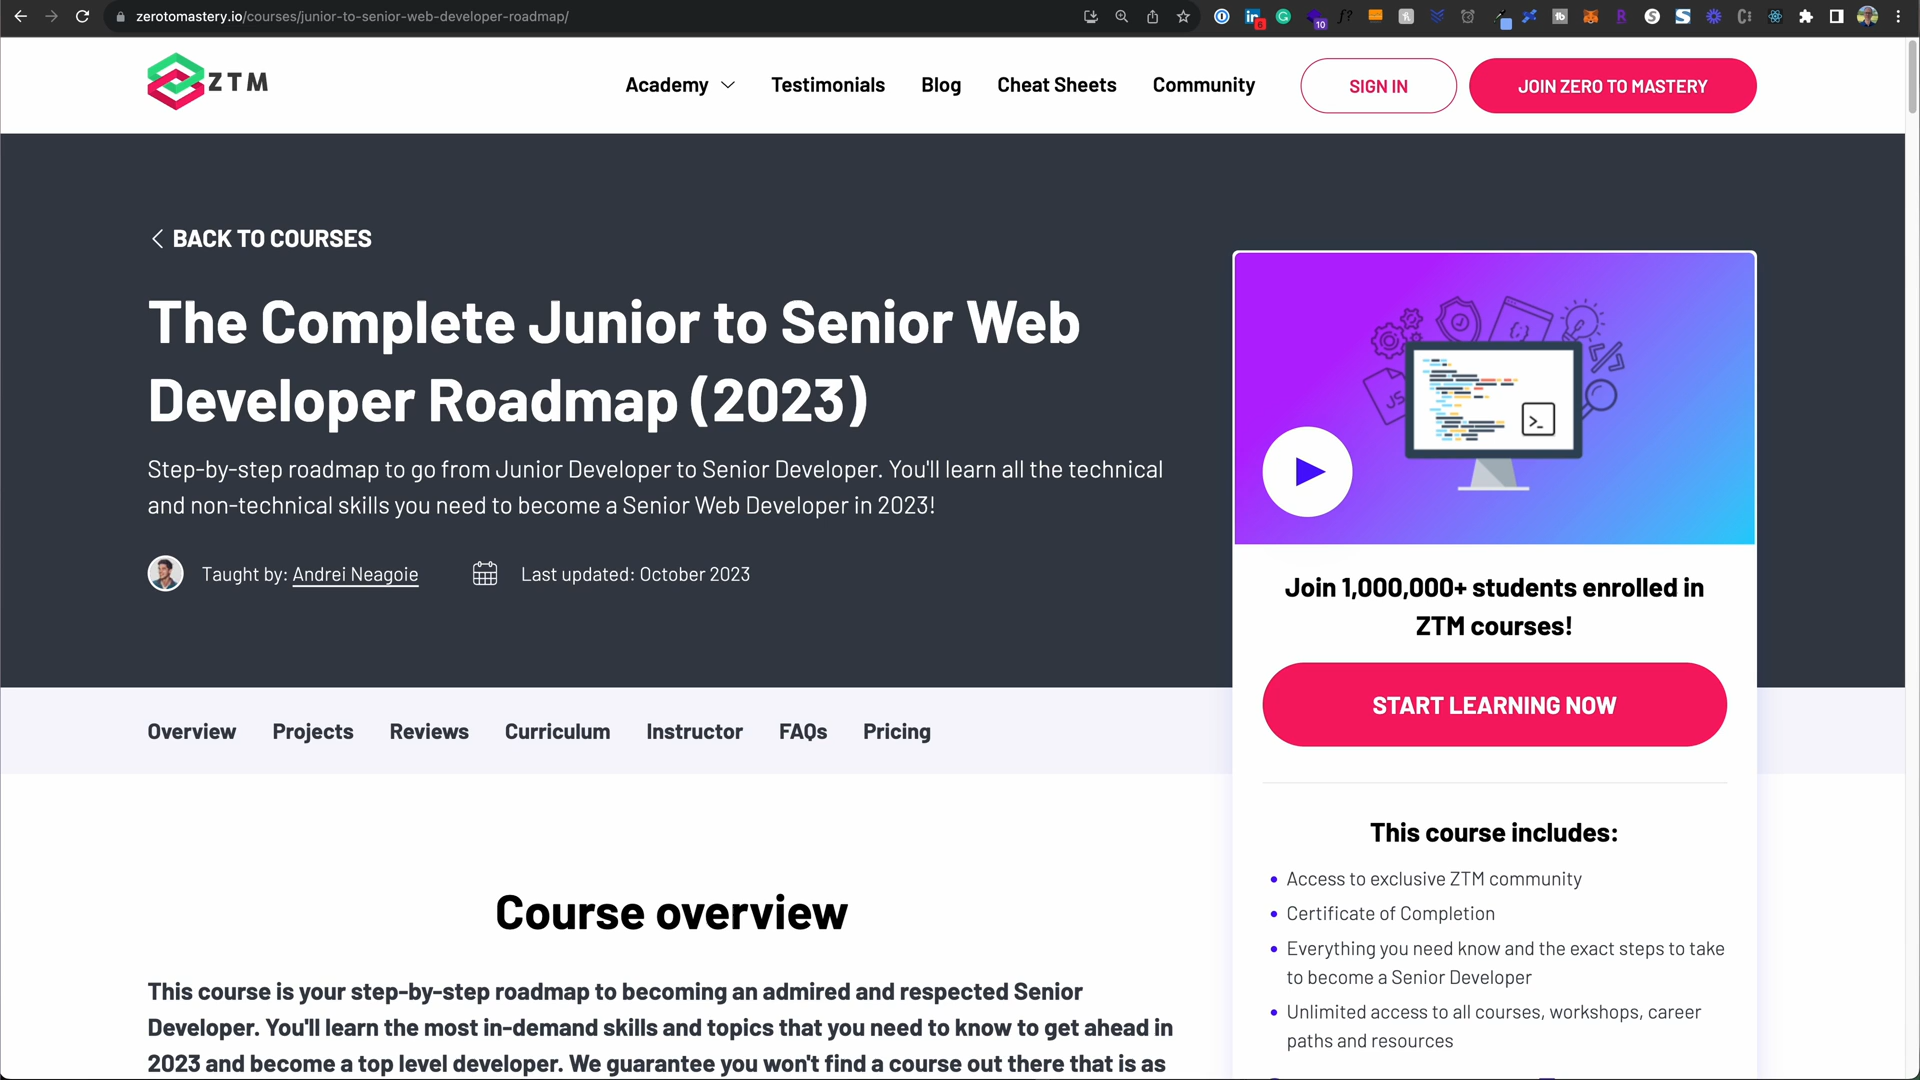 zerotomastery.io/courses/junior-to-senior-web-developer-roadmap/
6
10
f?
ZTM
Academy
Testimonials
Blog
Cheat Sheets
Community
SIGN IN
JOIN ZERO TO MASTERY
BACK TO COURSES
The Complete Junior to Senior Web
Developer Roadmap (2023)
Step-by-step roadmap to go from Junior Developer to Senior Developer. You'll learn all the technical
and non-technical skills you need to become a Senior Web Developer in 2023!
Taught by: Andrei Neagoie
Last updated: October 2023
JS
>_
Join 1,000,000+ students enrolled in
ZTM courses!
START LEARNING NOW
Overview
Projects
Reviews
Curriculum
Instructor
FAQs
Pricing
This course includes:
Access to exclusive ZTM community
Certificate of Completion
Everything you need know and the exact steps to take
to become a Senior Developer
Unlimited access to all courses, workshops, career
paths and resources
Course overview
This course is your step-by-step roadmap to becoming an admired and respected Senior
Developer. You'll learn the most in-demand skills and topics that you need to know to get ahead in
2023 and become a top level developer. We guarantee you won't find a course out there that is as